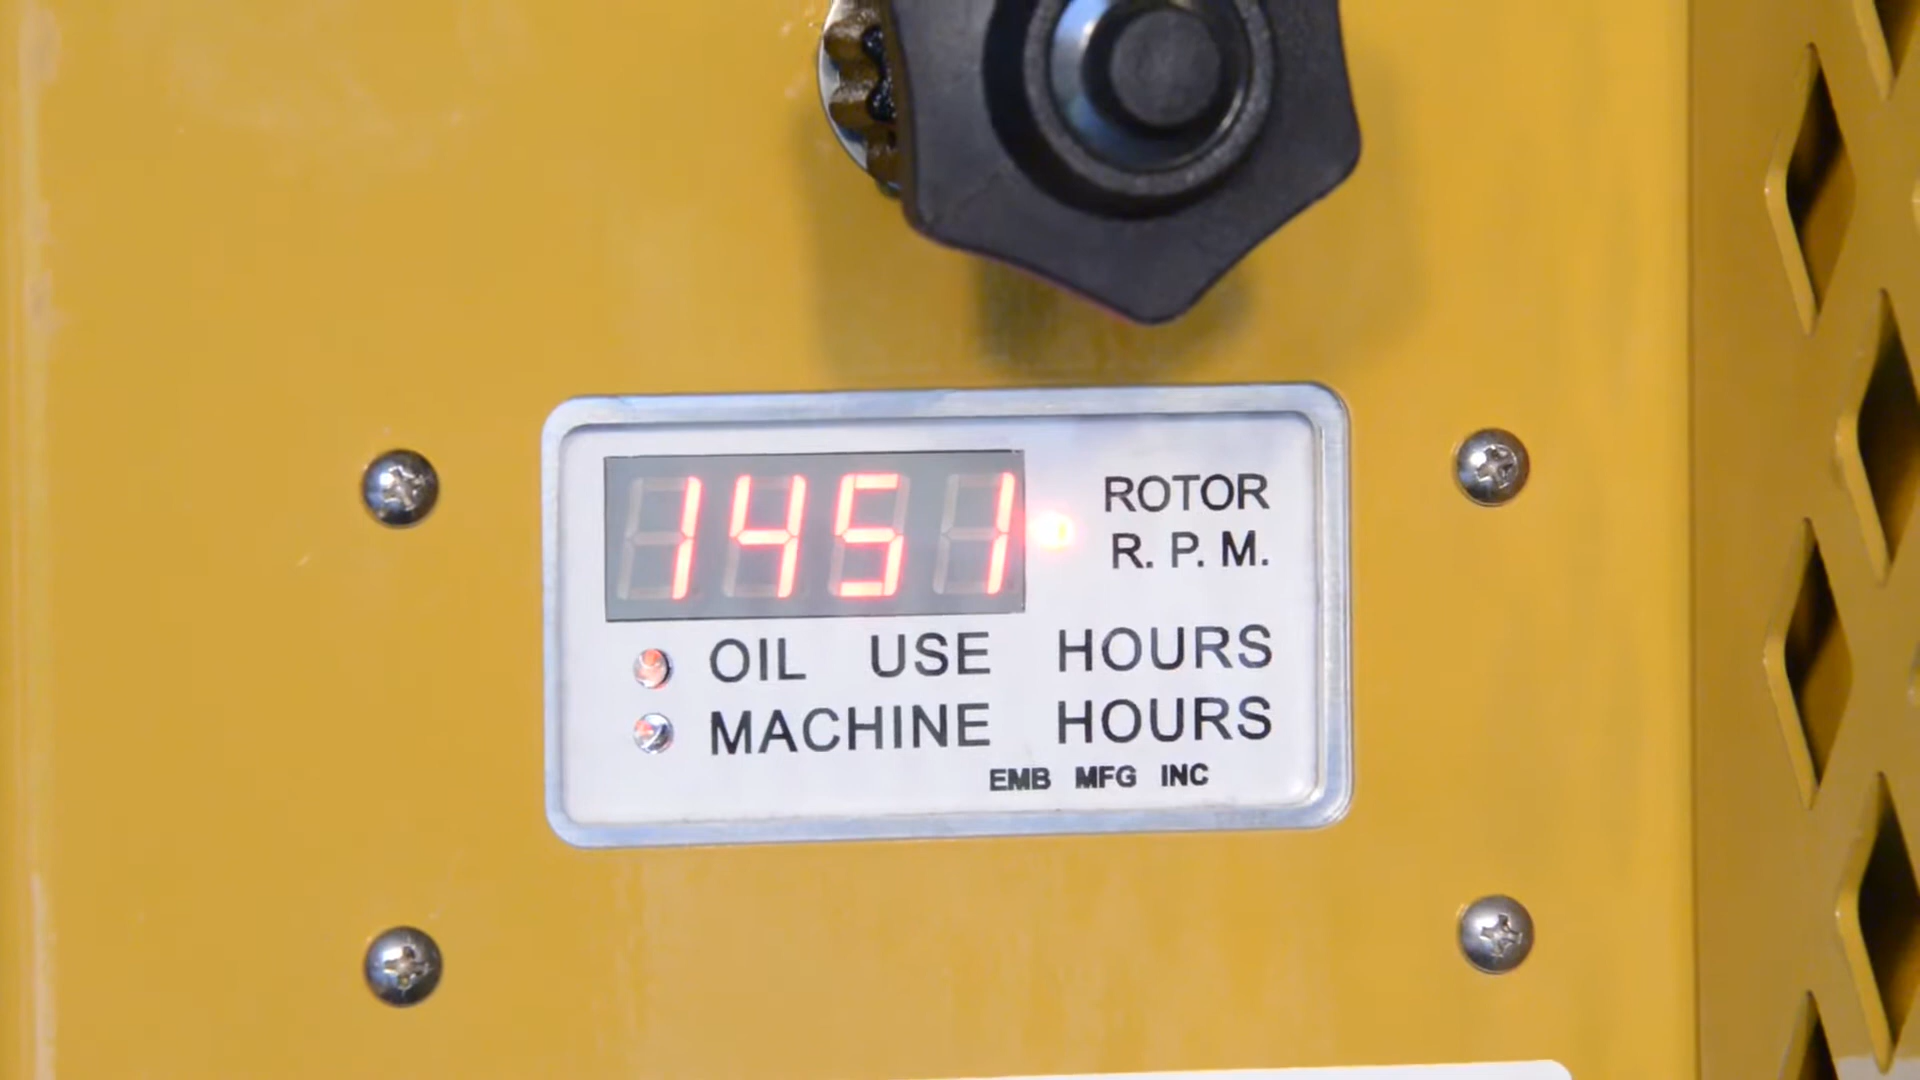 1451
ROTOR
R. P. M.
OIL USE HOURS
MACHINE HOURS
EMB MFG INC